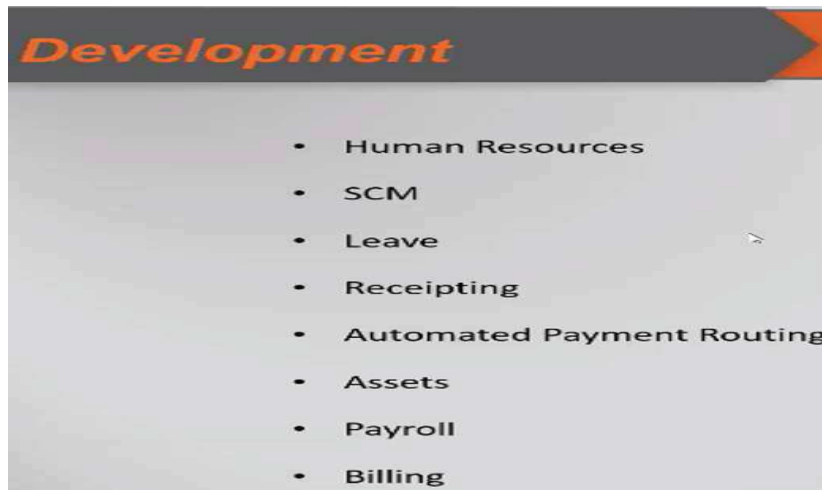 Development
• Human Resources
• SCM
• Leave
• Receipting
• Automated Payment Routing
• Assets
• Payroll
• Billing